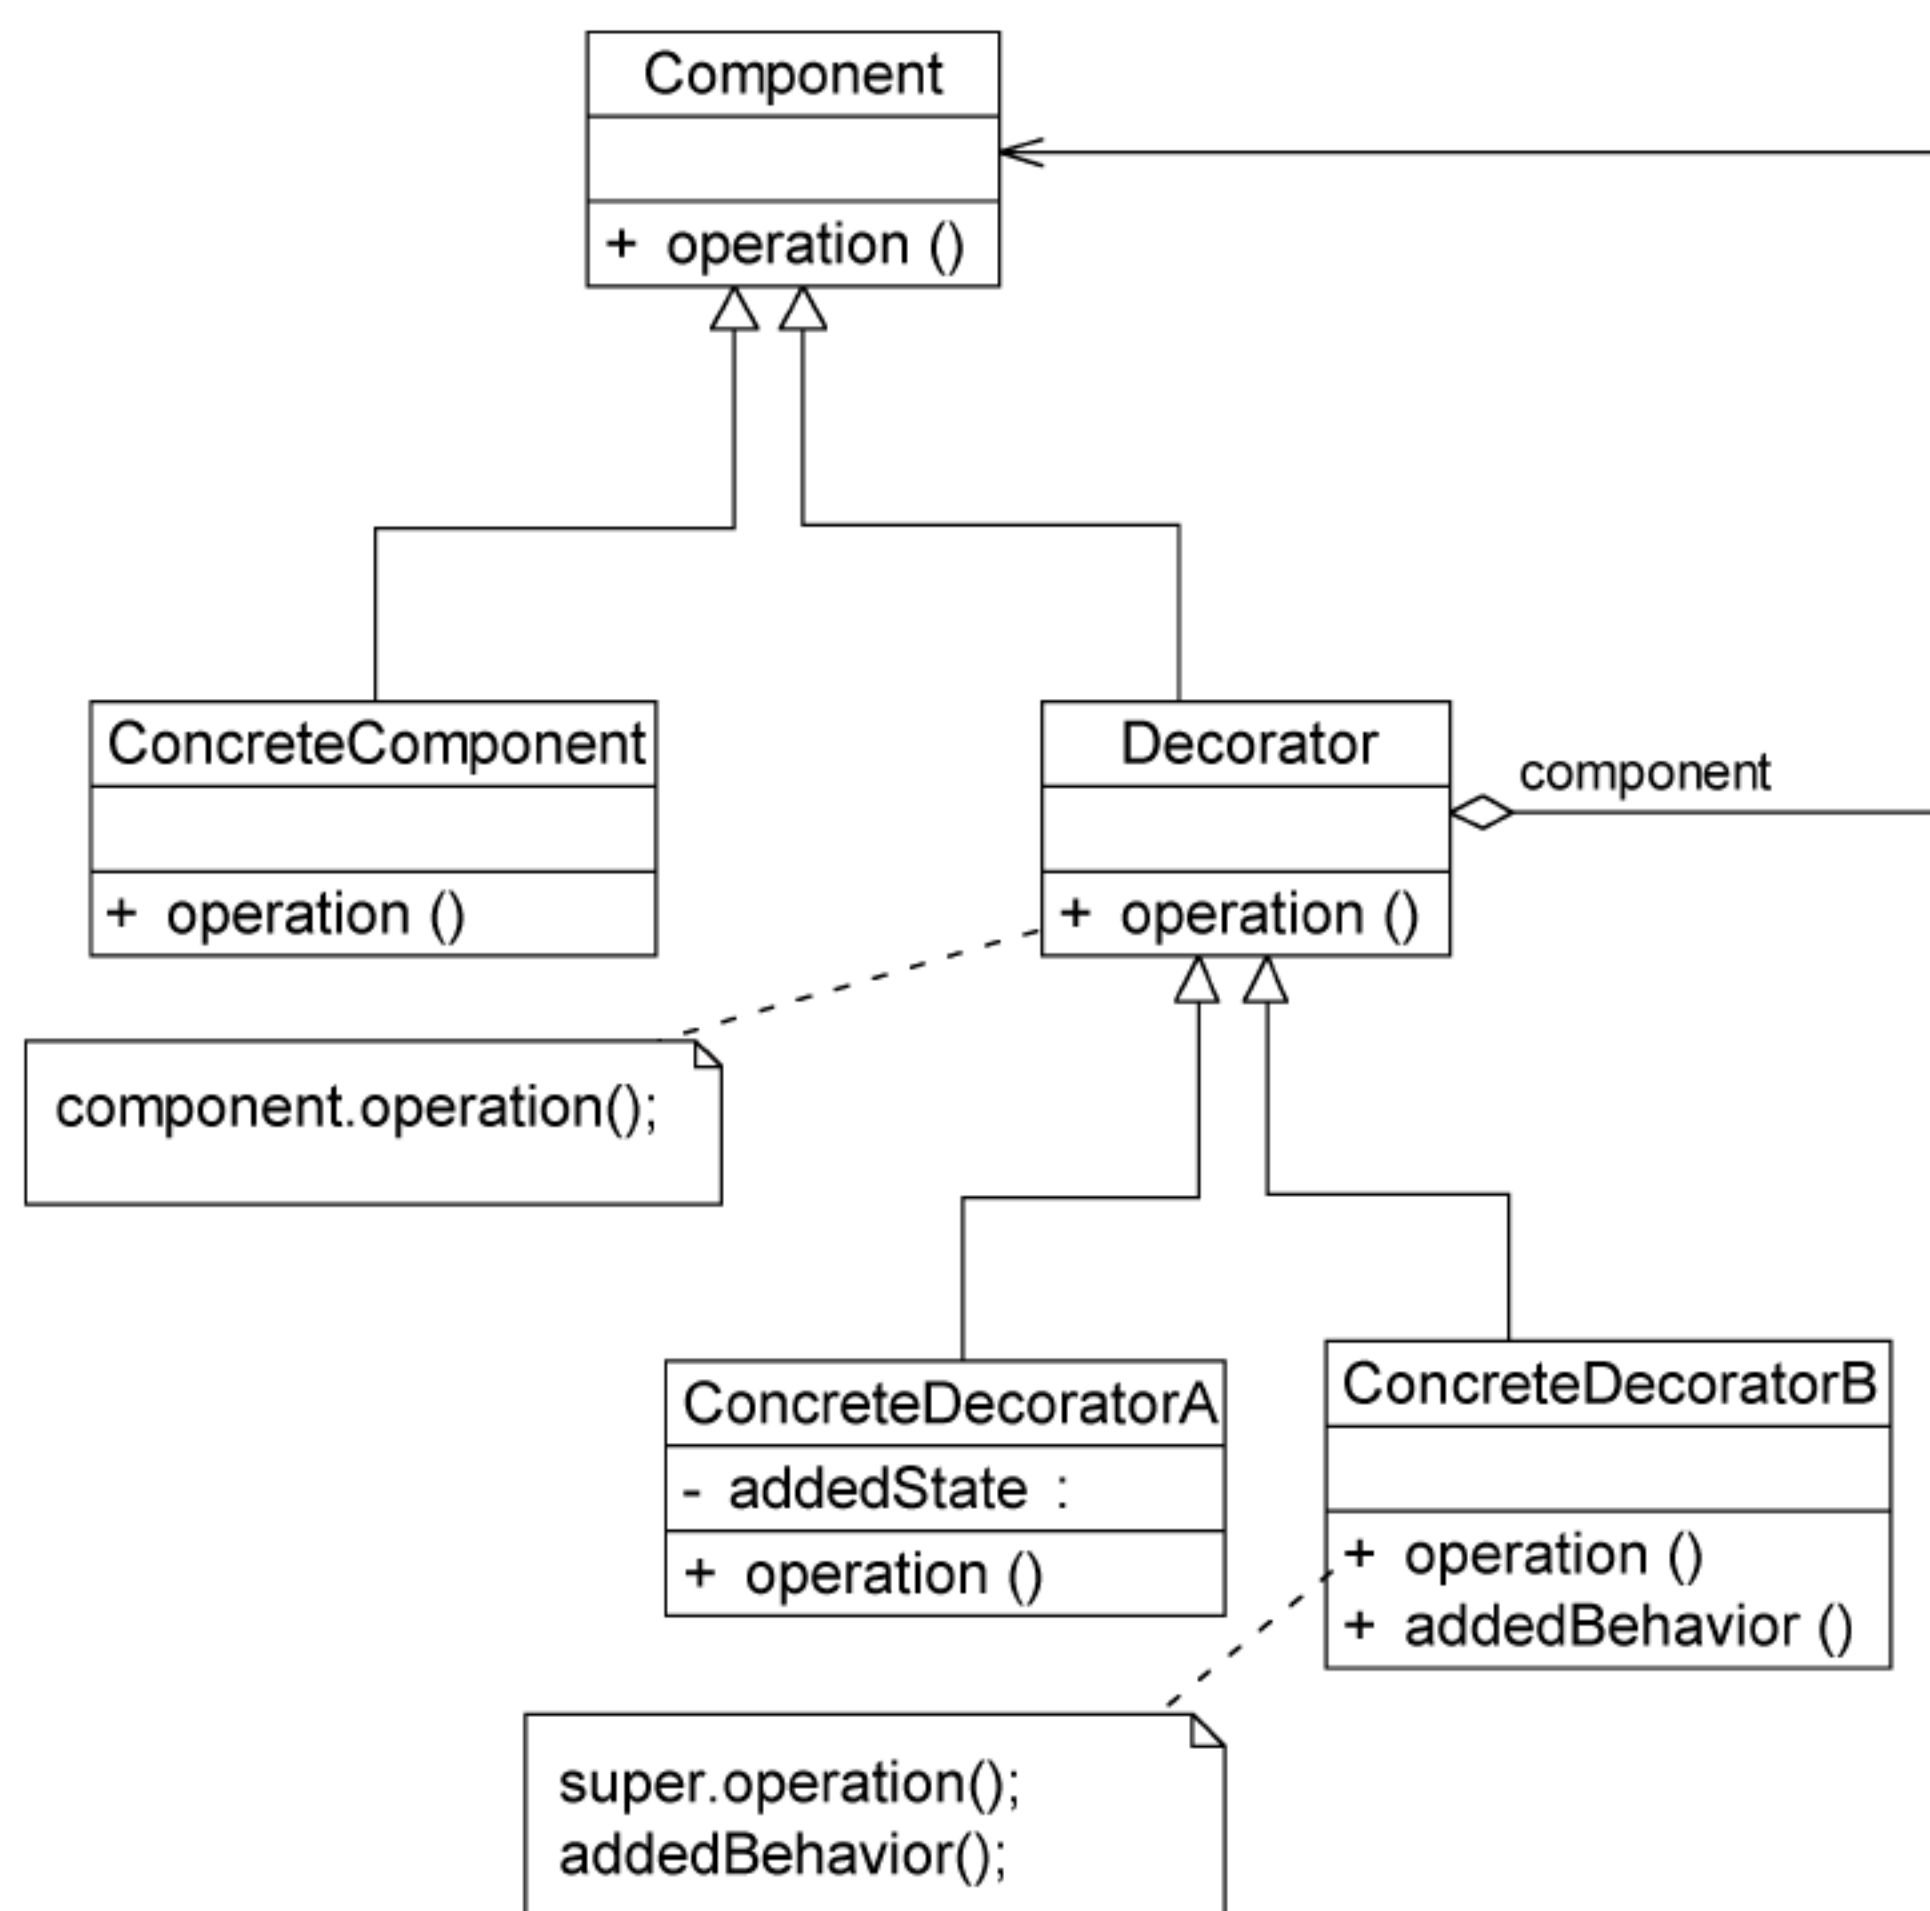 Component
+ operation ()
ConcreteComponent
+ operation ()
Decorator
+ operation ()
component
component.operation();
ConcreteDecoratorA
- addedState :
+ operation ()
ConcreteDecoratorB
+ operation ()
+ addedBehavior ()
super.operation();
addedBehavior();